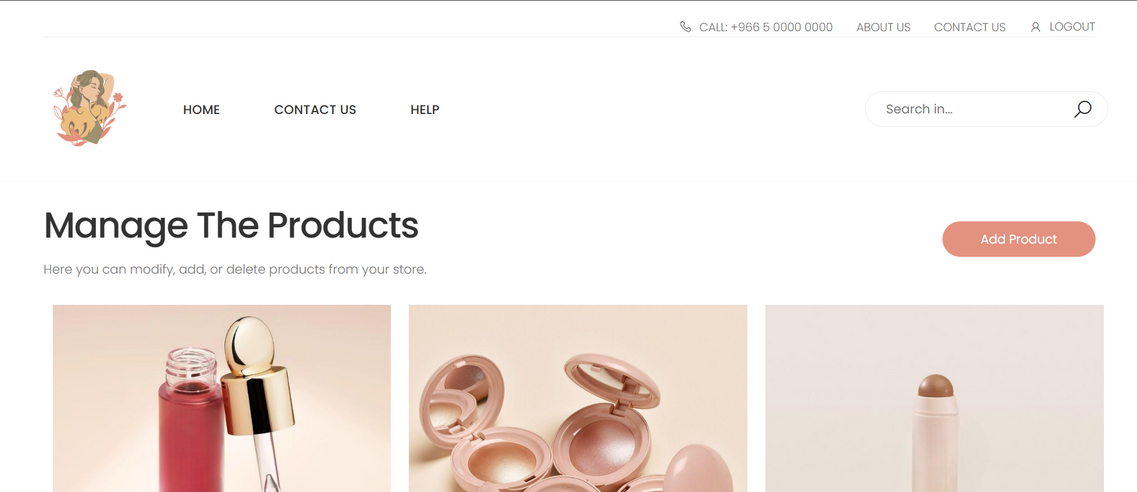 CALL: +966 5 0000 0000 ABOUT US CONTACT US LOGOUT
HOME CONTACT US HELP Search in...
Manage The Products
Add Product
Here you can modify, add, or delete products from your store.